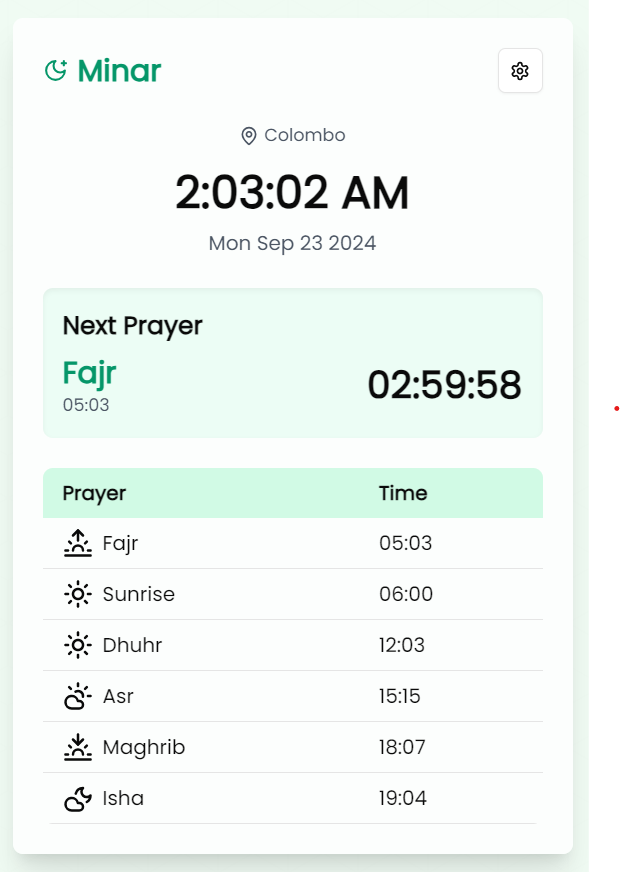 Minar
Colombo
2:03:02 AM
Mon Sep 23 2024
Next Prayer
Fajr
05:03
02:59:58
Prayer Time
Fajr 05:03
Sunrise 06:00
Dhuhr 12:03
Asr 15:15
Maghrib 18:07
Isha 19:04